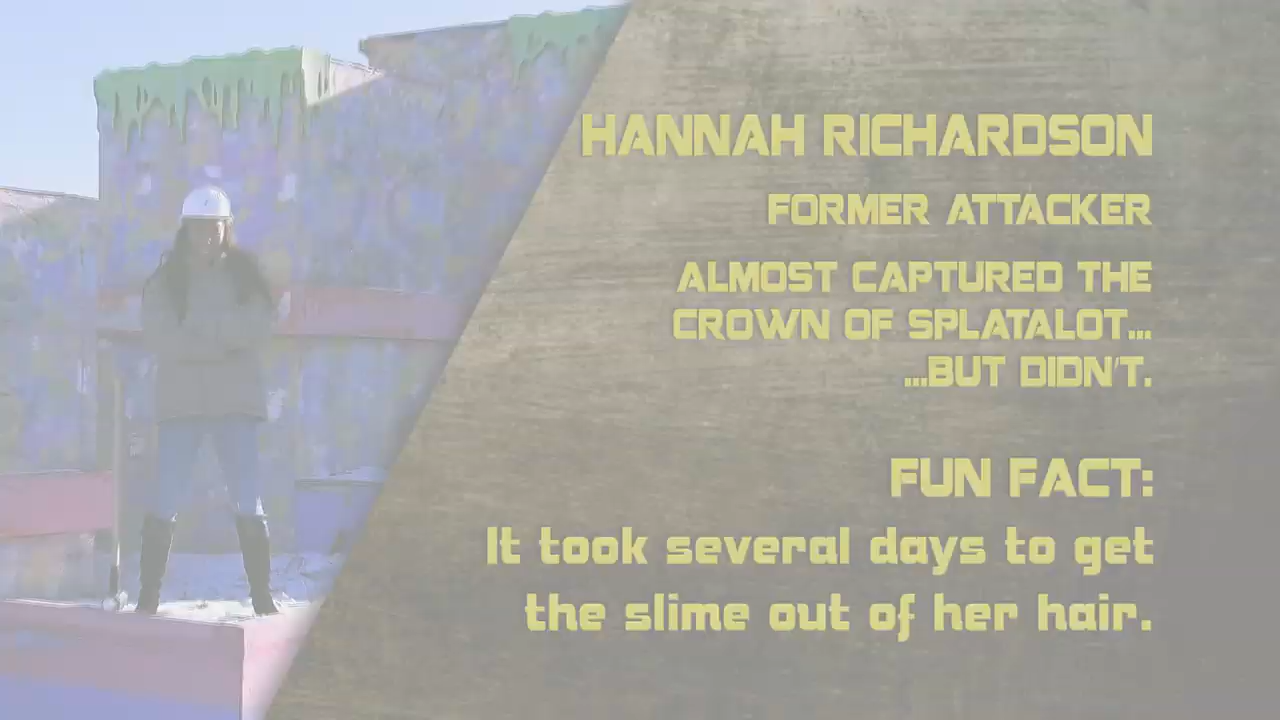 HANNAH RICHARDSON
FORMER ATTACKER
ALMOST CAPTURED THE
CROWN OF SPLATALOT...
...BUT DIDN'T.
FUN FACT:
It took several days to get
the slime out of her hair.